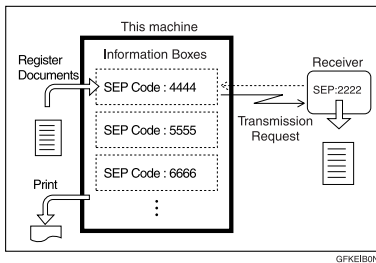 This machine
Information Boxes
Register
Documents
SEP Code : 4444
SEP Code : 5555
SEP Code : 6666
Print
Receiver
SEP:2222
Transmission
Request
GFKEIB0N